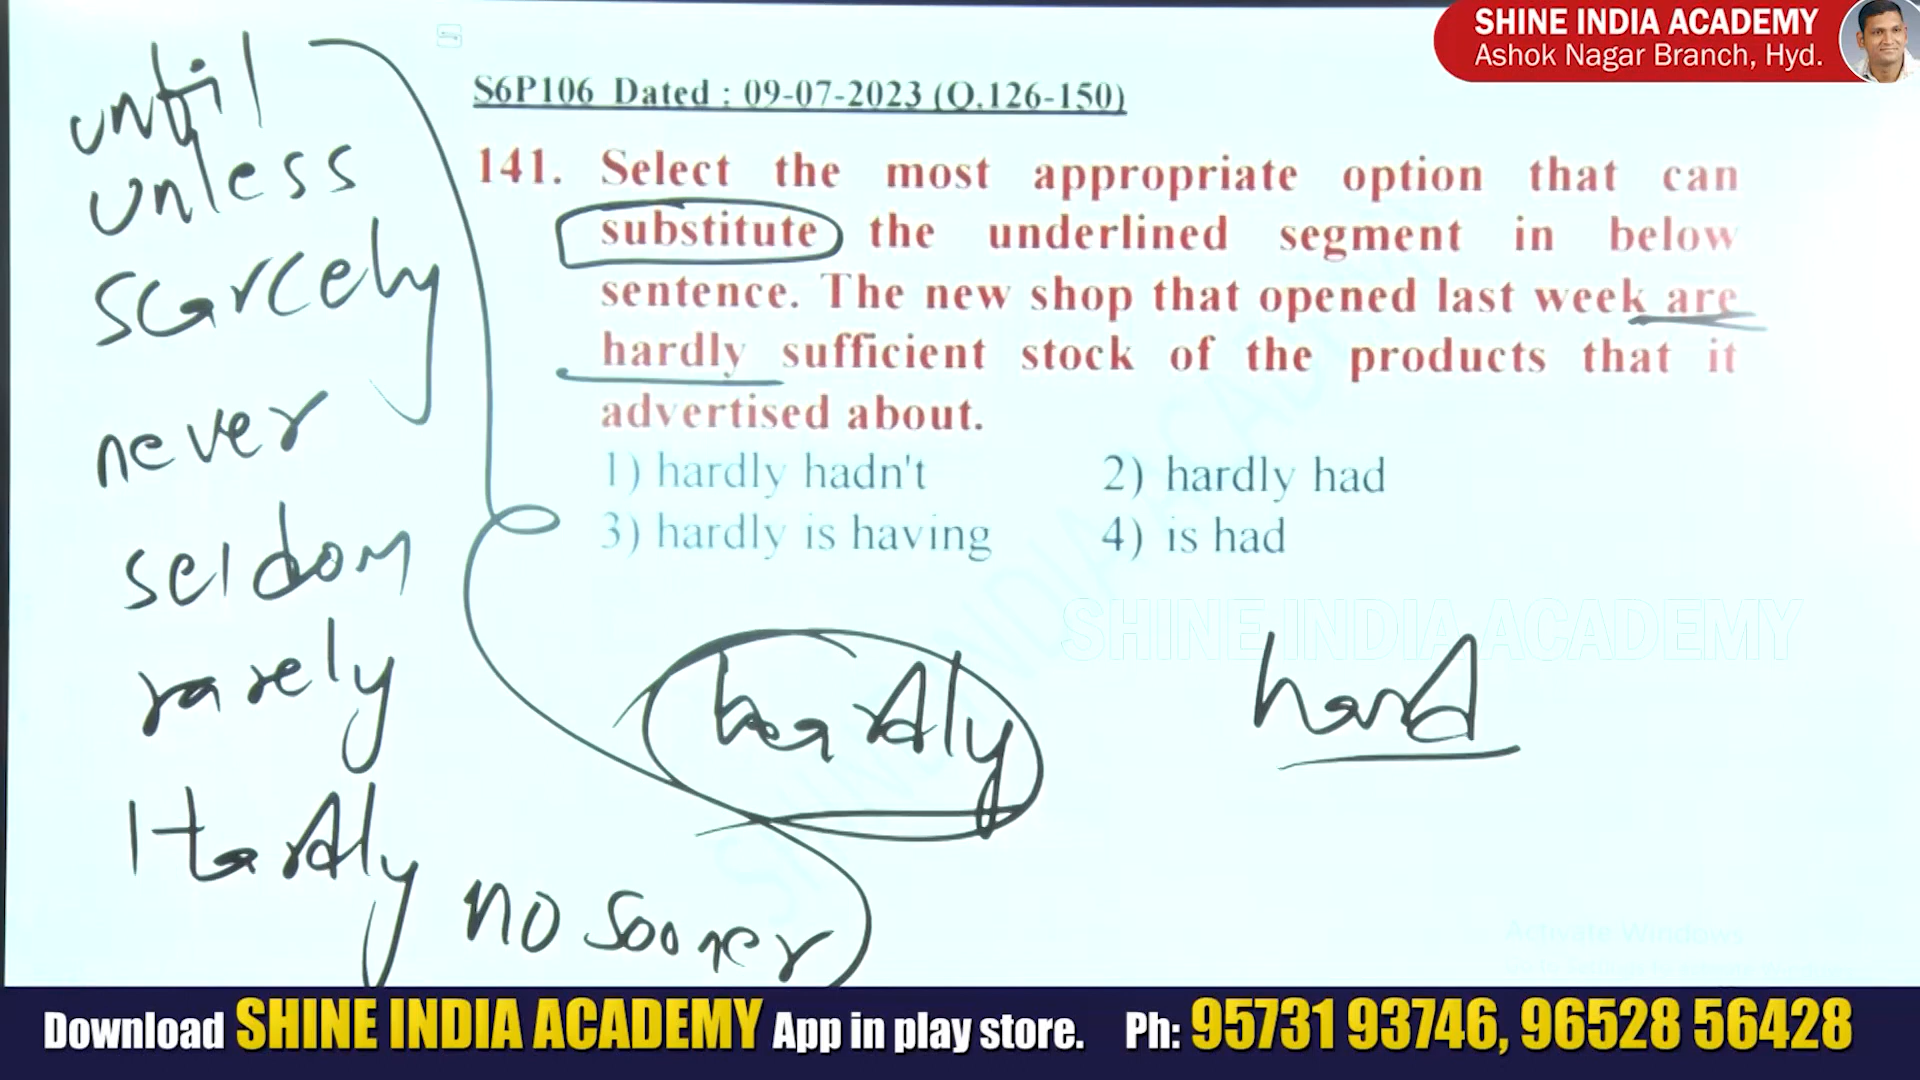 SHINE INDIA ACADEMY
Ashok Nagar Branch, Hyd.
S6P106 Dated : 09-07-2023 (Q.126-150)
141. Select the most appropriate option that can
substitute the underlined segment in below
sentence. The new shop that opened last week are
hardly sufficient stock of the products that it
advertised about.
1) hardly hadn't 2) hardly had
3) hardly is having 4) is had
until
unless
scarcely
never
seldom
rarely
Hardly no sooner
hardly hard
SHINE INDIA ACADEMY
Activate Windows
Download SHINE INDIA ACADEMY App in play store. Ph: 95731 93746, 96528 56428